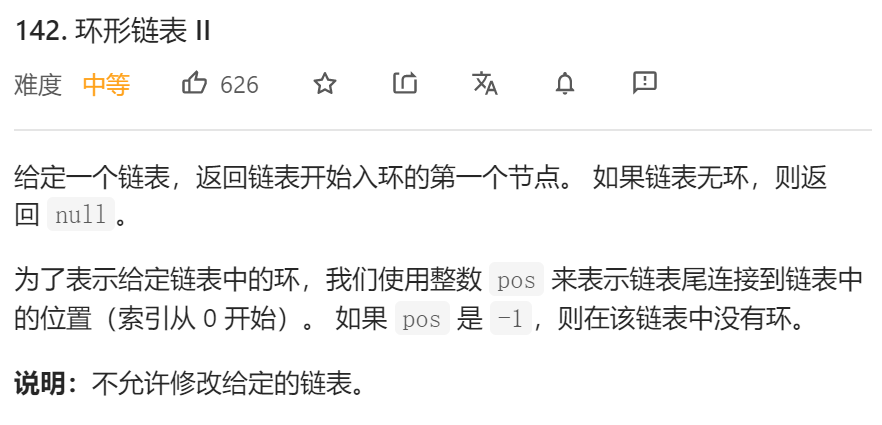 142. 环形链表 II
难度 中等 626
给定一个链表，返回链表开始入环的第一个节点。 如果链表无环，则返
回 null。
为了表示给定链表中的环，我们使用整数 pos 来表示链表尾连接到链表中
的位置（索引从 0 开始）。 如果 pos 是 -1，则在该链表中没有环。
说明：不允许修改给定的链表。